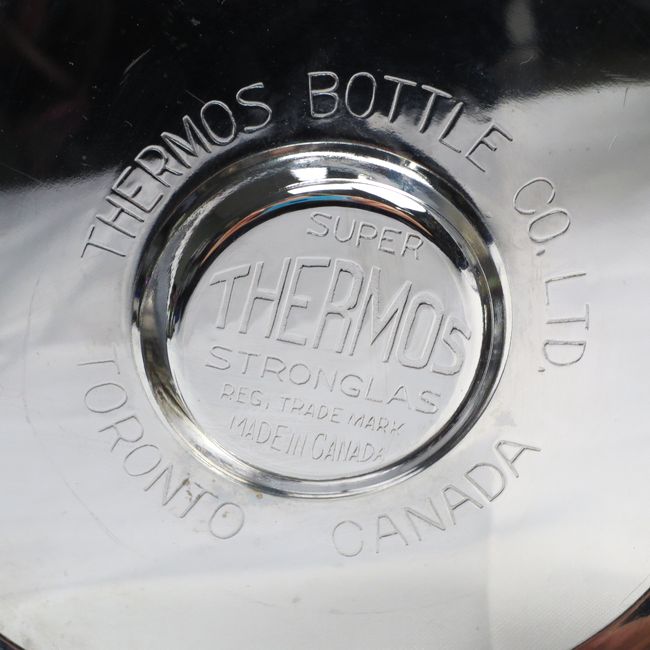 THERMOS BOTTLE CO. LTD.
TORONTO CANADA
SUPER
THERMOS
STRONGLAS
REG. TRADE MARK
MADE IN CANADA